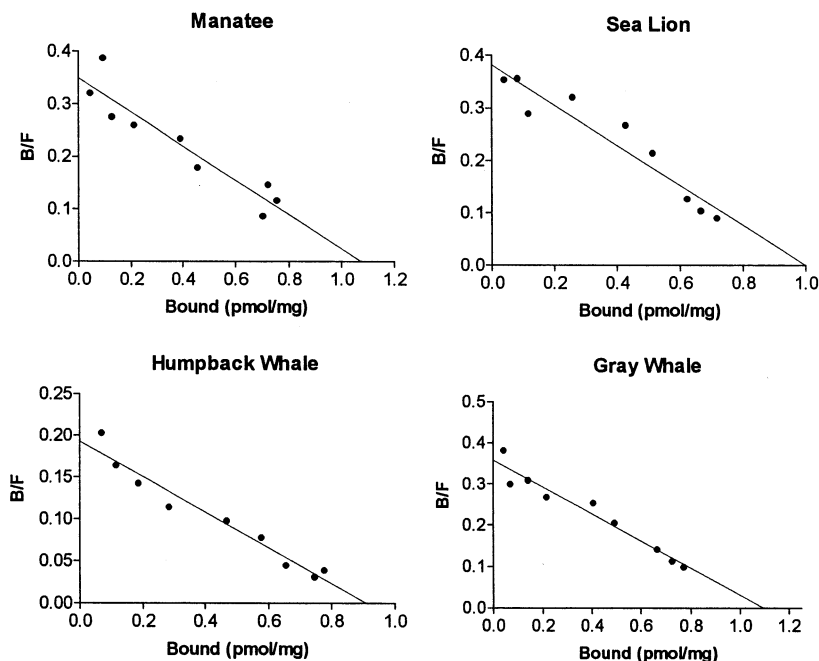 Manatee
B/F
0.4
0.3
0.2
0.1
0.0
0.0 0.2 0.4 0.6 0.8 1.0 1.2
Bound (pmol/mg)
Sea Lion
B/F
0.4
0.3
0.2
0.1
0.0
0.0 0.2 0.4 0.6 0.8 1.0
Bound (pmol/mg)
Humpback Whale
B/F
0.25
0.20
0.15
0.10
0.05
0.00
0.0 0.2 0.4 0.6 0.8 1.0
Bound (pmol/mg)
Gray Whale
B/F
0.5
0.4
0.3
0.2
0.1
0.0
0.0 0.2 0.4 0.6 0.8 1.0 1.2
Bound (pmol/mg)